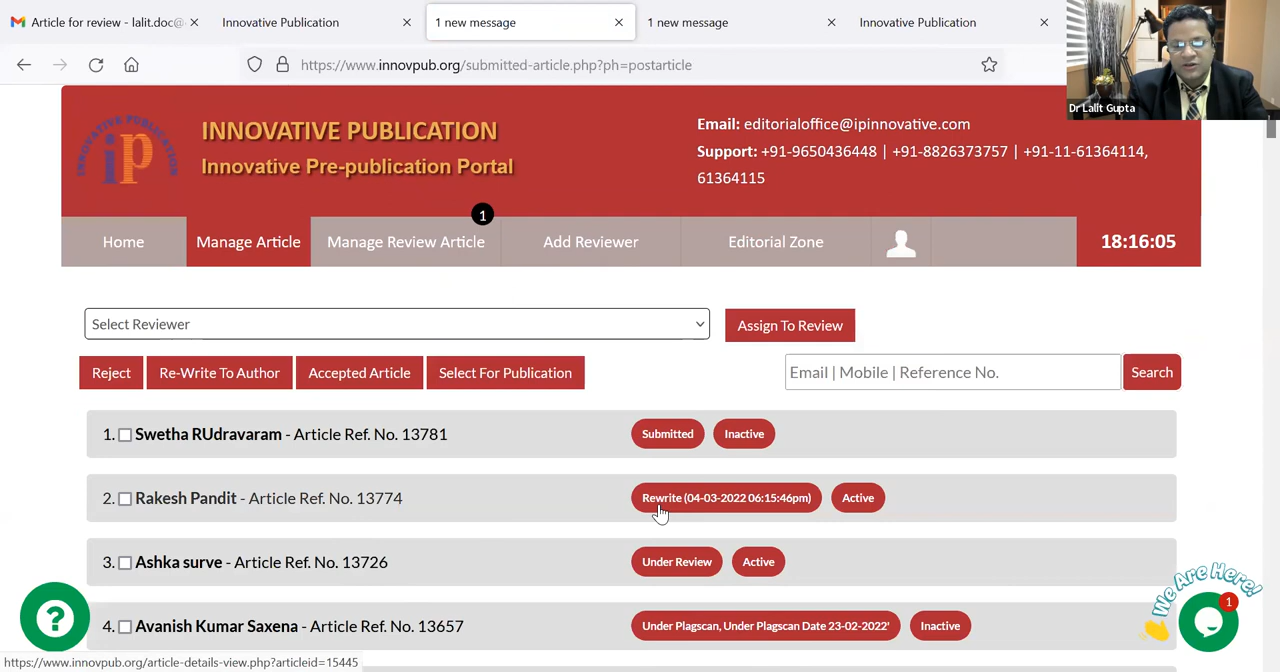 Article for review - lalit.doc@
Innovative Publication
1 new message
1 new message
Innovative Publication
https://www.innovpub.org/submitted-article.php?ph=postarticle
Dr Lalit Gupta
ip
INNOVATIVE PUBLICATION
Innovative Pre-publication Portal
Email: editorialoffice@ipinnovative.com
Support: +91-9650436448 | +91-8826373757 | +91-11-61364114,
61364115
1
Home
Manage Article
Manage Review Article
Add Reviewer
Editorial Zone
18:16:05
Select Reviewer
Assign To Review
Reject
Re-Write To Author
Accepted Article
Select For Publication
Email | Mobile | Reference No.
Search
1. Swetha RUdravaram - Article Ref. No. 13781 Submitted Inactive
2. Rakesh Pandit - Article Ref. No. 13774 Rewrite (04-03-2022 06:15:46pm) Active
3. Ashka surve - Article Ref. No. 13726 Under Review Active
4. Avanish Kumar Saxena - Article Ref. No. 13657 Under Plagscan, Under Plagscan Date 23-02-2022' Inactive
We Are Here!
1
?
https://www.innovpub.org/article-details-view.php?articleid=15445